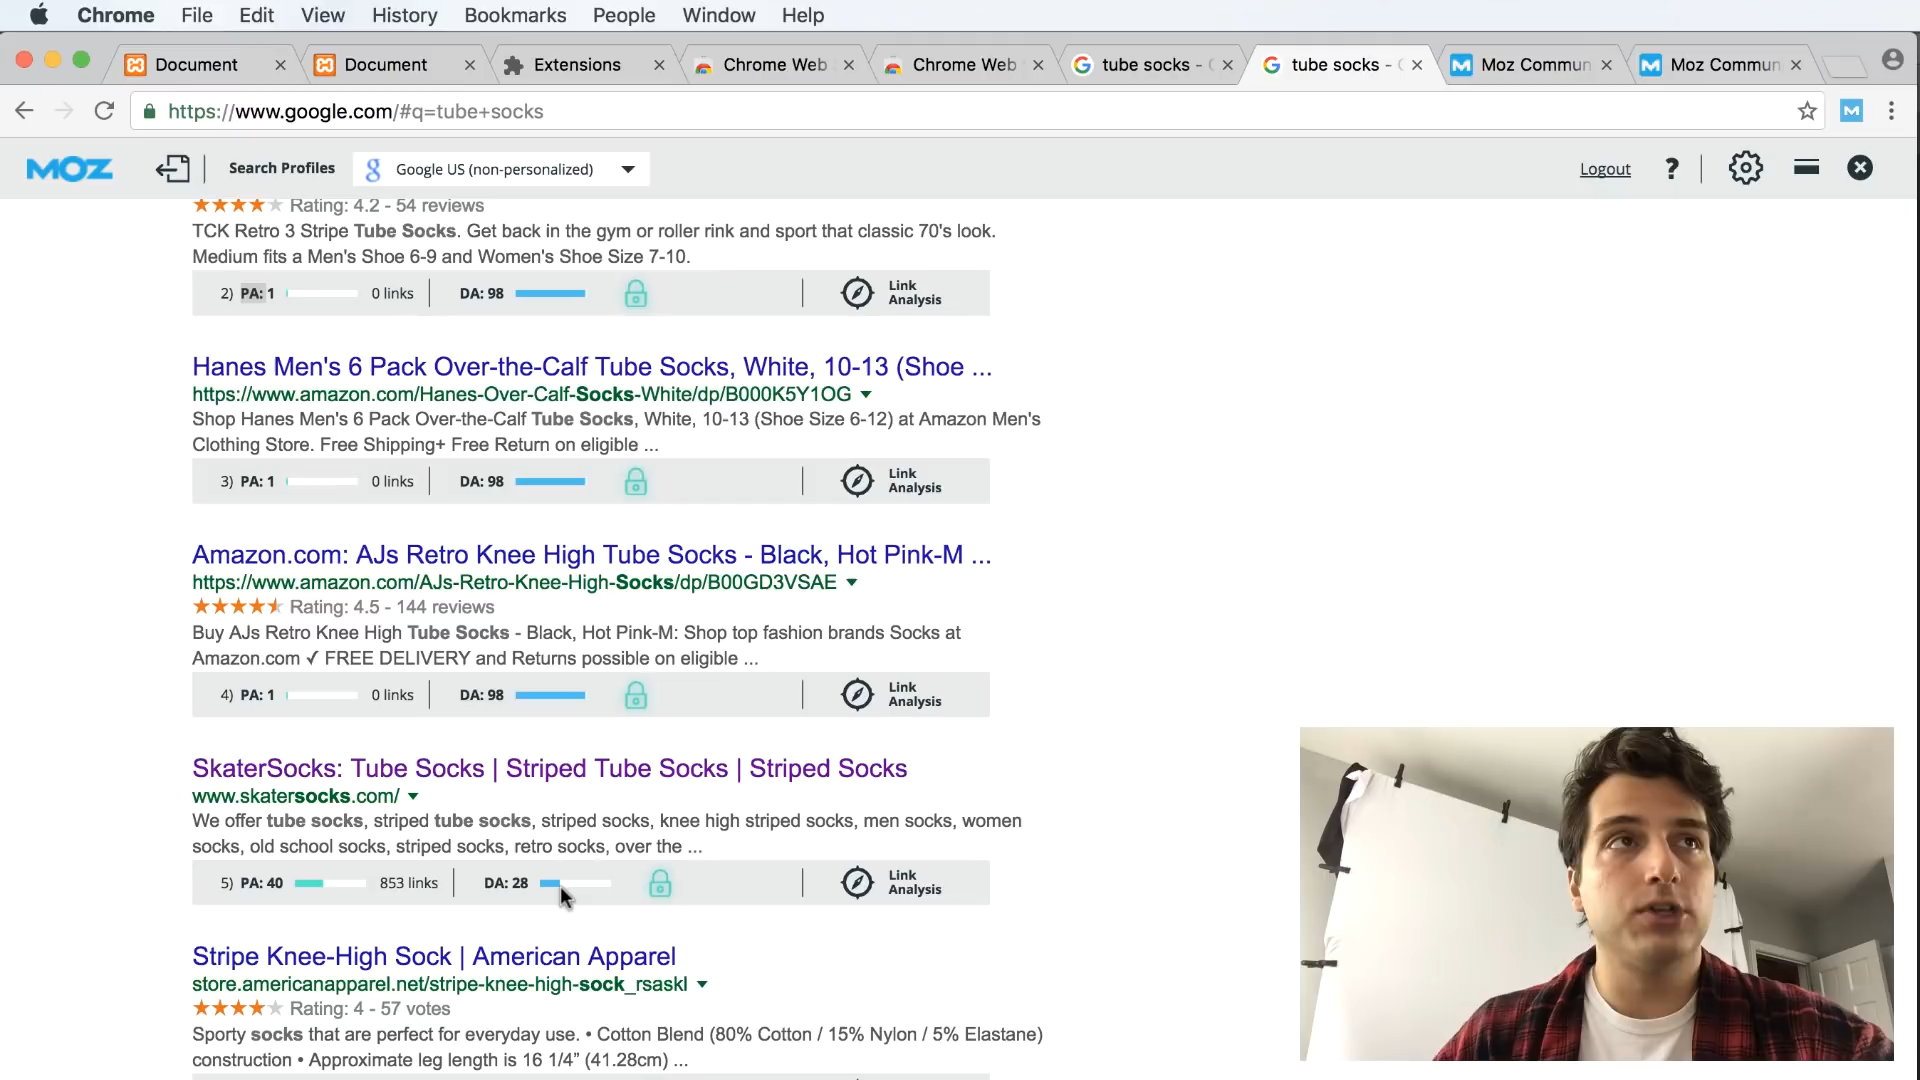 Chrome File Edit View History Bookmarks People Window Help
Document Document Extensions Chrome Web Chrome Web tube socks - tube socks - Moz Commun Moz Commun
https://www.google.com/#q=tube+socks
MOZ Search Profiles Google US (non-personalized) Logout ?
Rating: 4.2 - 54 reviews
TCK Retro 3 Stripe Tube Socks. Get back in the gym or roller rink and sport that classic 70's look.
Medium fits a Men's Shoe 6-9 and Women's Shoe Size 7-10.
2) PA: 1 0 links DA: 98 Link Analysis
Hanes Men's 6 Pack Over-the-Calf Tube Socks, White, 10-13 (Shoe ...
https://www.amazon.com/Hanes-Over-Calf-Socks-White/dp/B000K5Y1OG
Shop Hanes Men's 6 Pack Over-the-Calf Tube Socks, White, 10-13 (Shoe Size 6-12) at Amazon Men's
Clothing Store. Free Shipping+ Free Return on eligible ...
3) PA: 1 0 links DA: 98 Link Analysis
Amazon.com: AJs Retro Knee High Tube Socks - Black, Hot Pink-M ...
https://www.amazon.com/AJs-Retro-Knee-High-Socks/dp/B00GD3VSAE
Rating: 4.5 - 144 reviews
Buy AJs Retro Knee High Tube Socks - Black, Hot Pink-M: Shop top fashion brands Socks at
Amazon.com ✓ FREE DELIVERY and Returns possible on eligible ...
4) PA: 1 0 links DA: 98 Link Analysis
SkaterSocks: Tube Socks | Striped Tube Socks | Striped Socks
www.skatersocks.com/
We offer tube socks, striped tube socks, striped socks, knee high striped socks, men socks, women
socks, old school socks, striped socks, retro socks, over the ...
5) PA: 40 853 links DA: 28 Link Analysis
Stripe Knee-High Sock | American Apparel
store.americanapparel.net/stripe-knee-high-sock_rsaskl
Rating: 4 - 57 votes
Sporty socks that are perfect for everyday use. • Cotton Blend (80% Cotton / 15% Nylon / 5% Elastane)
construction • Approximate leg length is 16 1/4” (41.28cm) ...